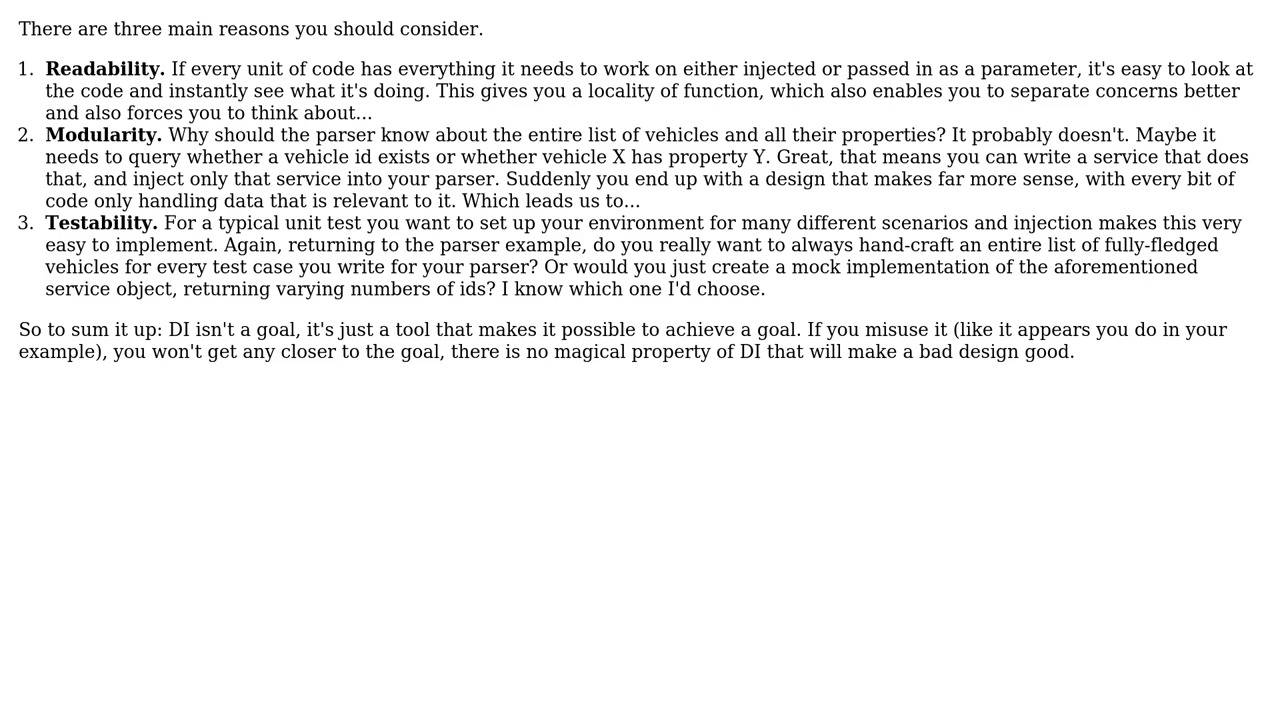 There are three main reasons you should consider.
1. Readability. If every unit of code has everything it needs to work on either injected or passed in as a parameter, it's easy to look at
the code and instantly see what it's doing. This gives you a locality of function, which also enables you to separate concerns better
and also forces you to think about...
2. Modularity. Why should the parser know about the entire list of vehicles and all their properties? It probably doesn't. Maybe it
needs to query whether a vehicle id exists or whether vehicle X has property Y. Great, that means you can write a service that does
that, and inject only that service into your parser. Suddenly you end up with a design that makes far more sense, with every bit of
code only handling data that is relevant to it. Which leads us to...
3. Testability. For a typical unit test you want to set up your environment for many different scenarios and injection makes this very
easy to implement. Again, returning to the parser example, do you really want to always hand-craft an entire list of fully-fledged
vehicles for every test case you write for your parser? Or would you just create a mock implementation of the aforementioned
service object, returning varying numbers of ids? I know which one I'd choose.
So to sum it up: DI isn't a goal, it's just a tool that makes it possible to achieve a goal. If you misuse it (like it appears you do in your
example), you won't get any closer to the goal, there is no magical property of DI that will make a bad design good.